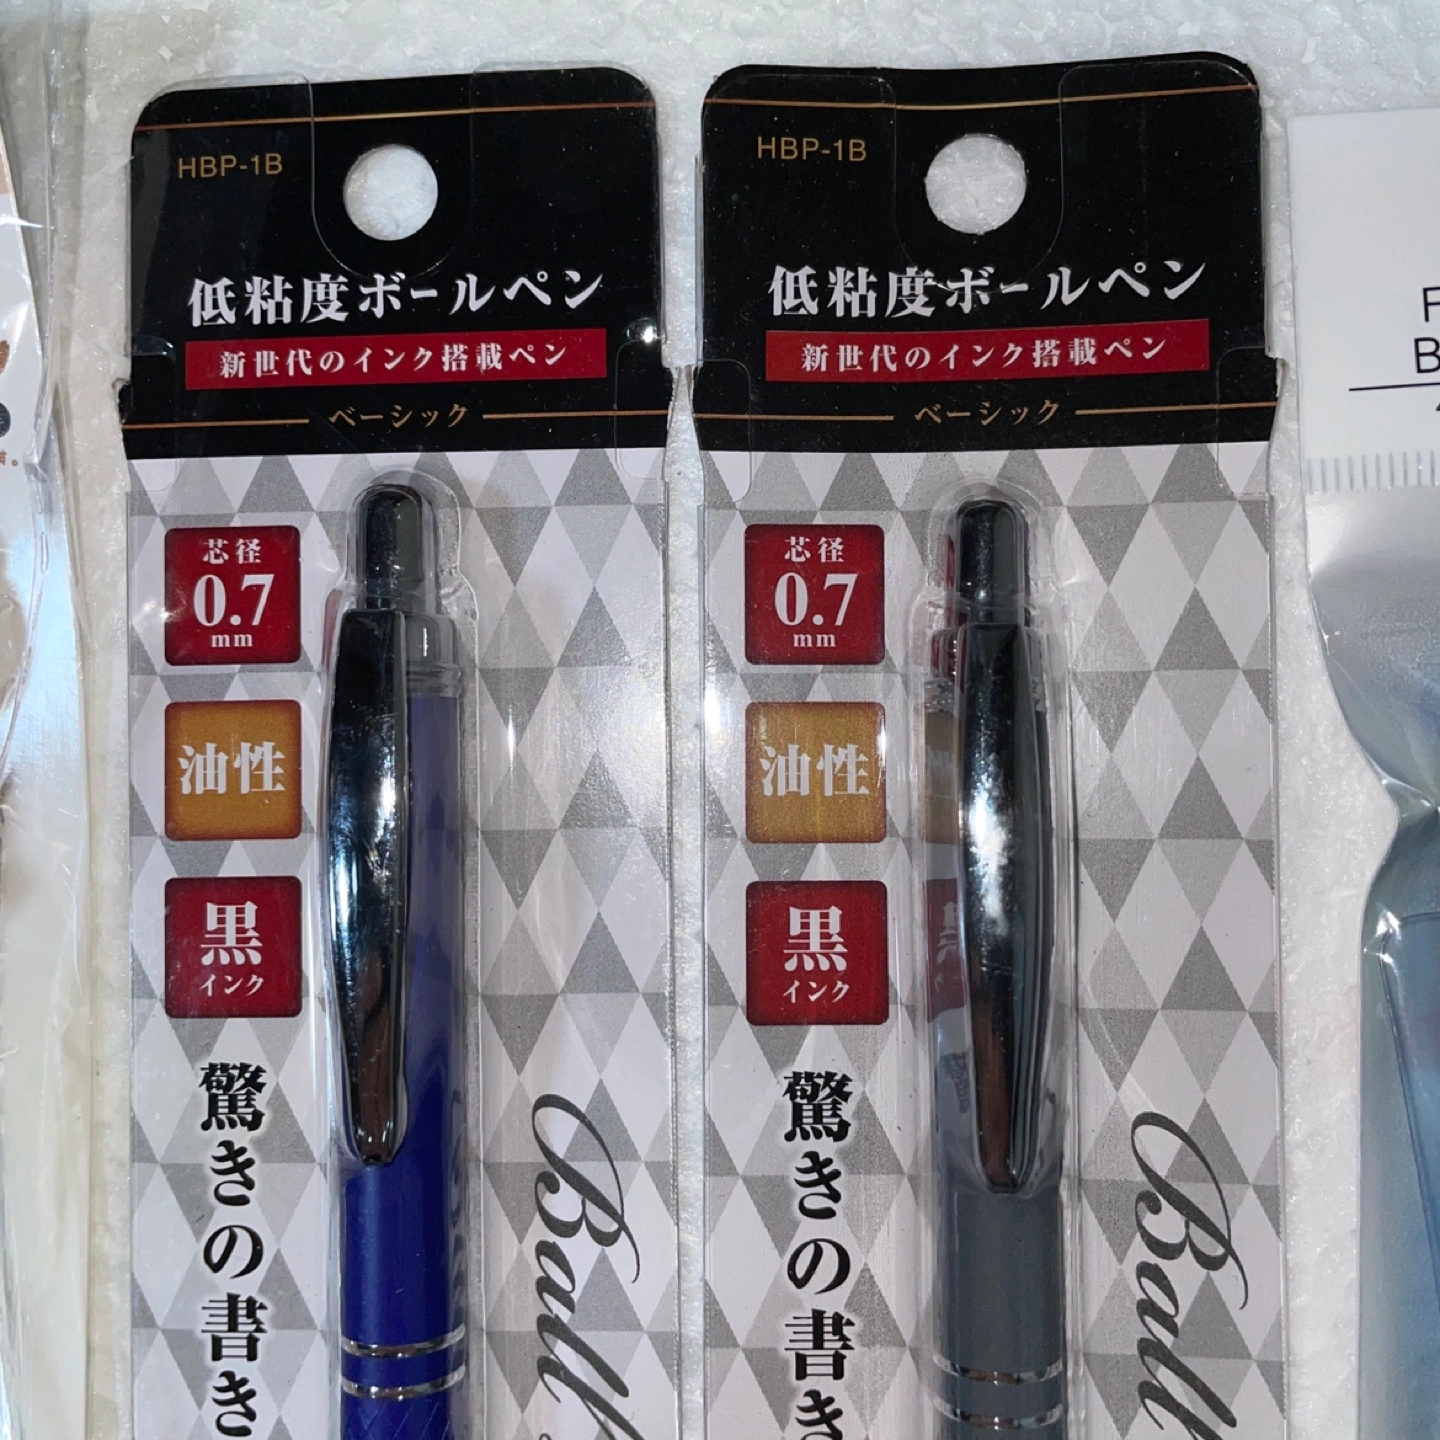 HBP-1B
低粘度ボールペン
新世代のインク搭載ペン
ベーシック
芯径
0.7
mm
油性
黒
インク
驚きの書き
Ball
HBP-1B
低粘度ボールペン
新世代のインク搭載ペン
ベーシック
芯径
0.7
mm
油性
黒
インク
驚きの書き
Ball
F
B